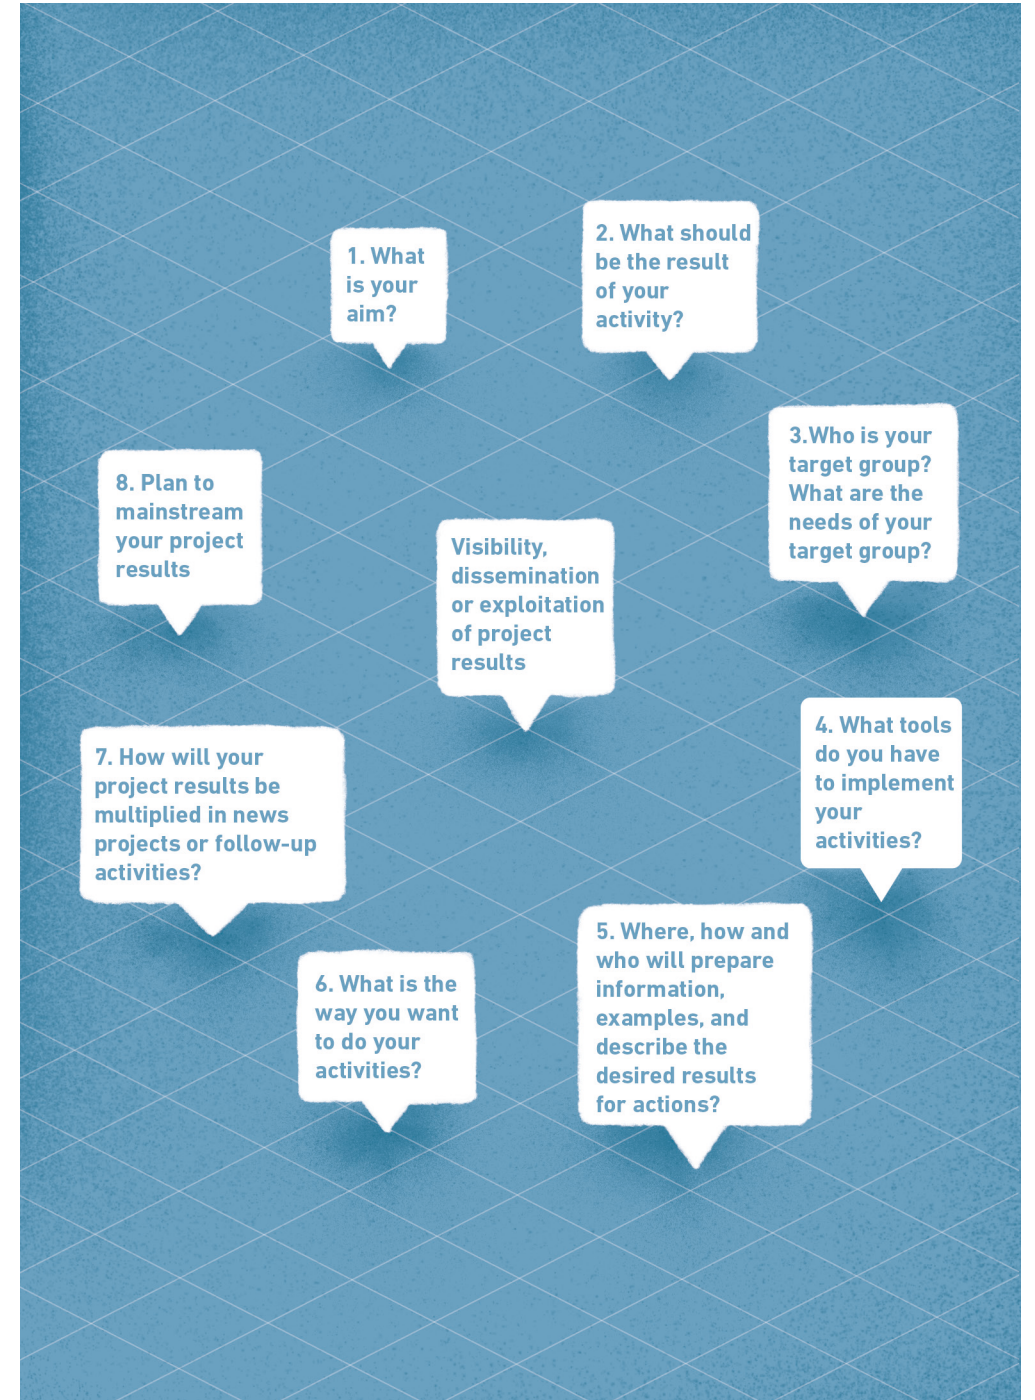 1. What
is your
aim?
2. What should
be the result
of your
activity?
3.Who is your
target group?
What are the
needs of your
target group?
8. Plan to
mainstream
your project
results
Visibility,
dissemination
or exploitation
of project
results
4. What tools
do you have
to implement
your
activities?
7. How will your
project results be
multiplied in news
projects or follow-up
activities?
5. Where, how and
who will prepare
information,
examples, and
describe the
desired results
for actions?
6. What is the
way you want
to do your
activities?